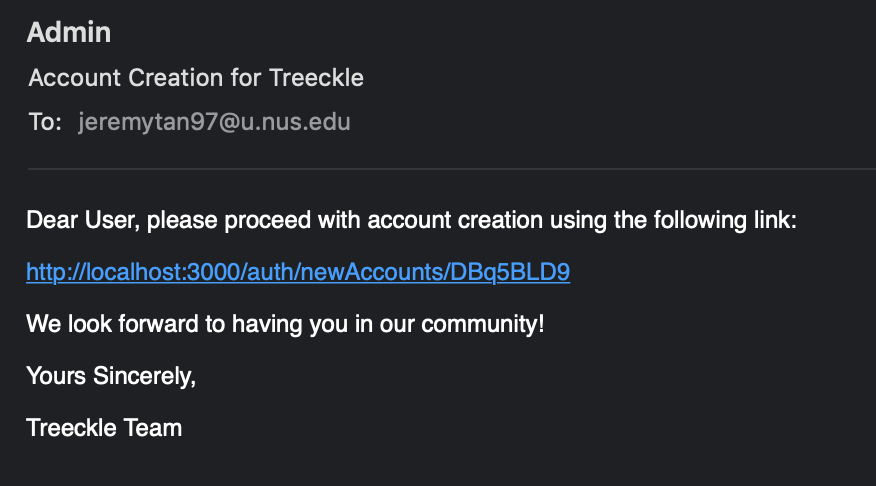 Admin
Account Creation for Treeckle
To: jeremytan97@u.nus.edu
Dear User, please proceed with account creation using the following link:
http://localhost:3000/auth/newAccounts/DBq5BLD9
We look forward to having you in our community!
Yours Sincerely,
Treeckle Team